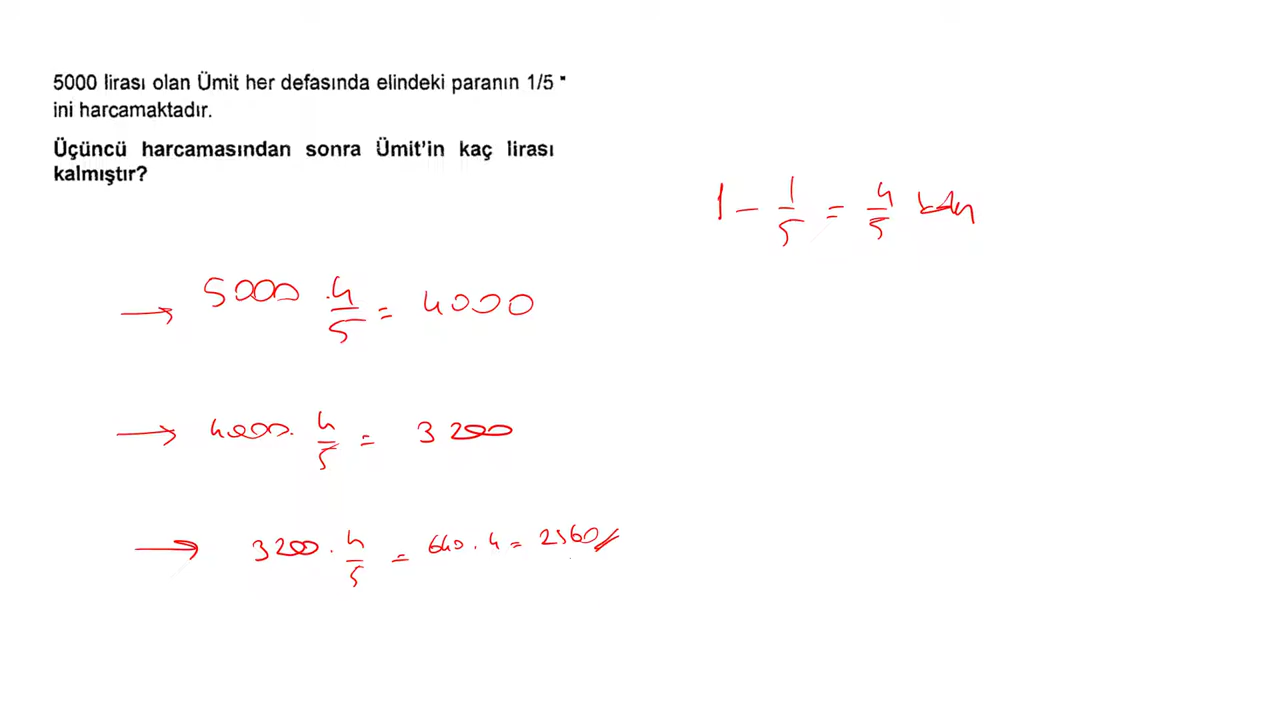 5000 lirası olan Ümit her defasında elindeki paranın 1/5 '
ini harcamaktadır.
Üçüncü harcamasından sonra Ümit'in kaç lirası
kalmıştır?
1 - 1/5 = 4/5 kalan
→ 5000 . 4/5 = 4000
→ 4000 . 4/5 = 3200
→ 3200 . 4/5 = 640 . 4 = 2560 //